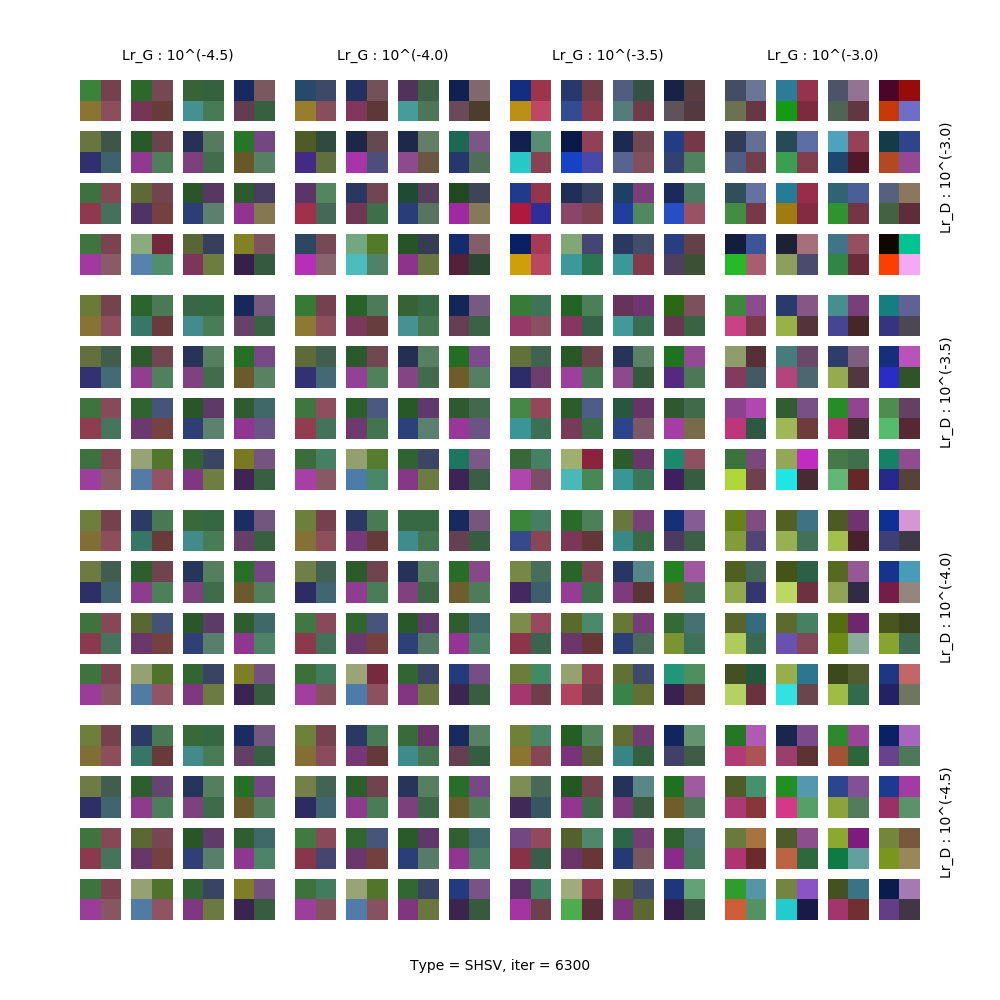 Lr_G : 10^(-4.5)
Lr_G : 10^(-4.0)
Lr_G : 10^(-3.5)
Lr_G : 10^(-3.0)
Lr_D : 10^(-3.0)
Lr_D : 10^(-3.5)
Lr_D : 10^(-4.0)
Lr_D : 10^(-4.5)
Type = SHSV, iter = 6300